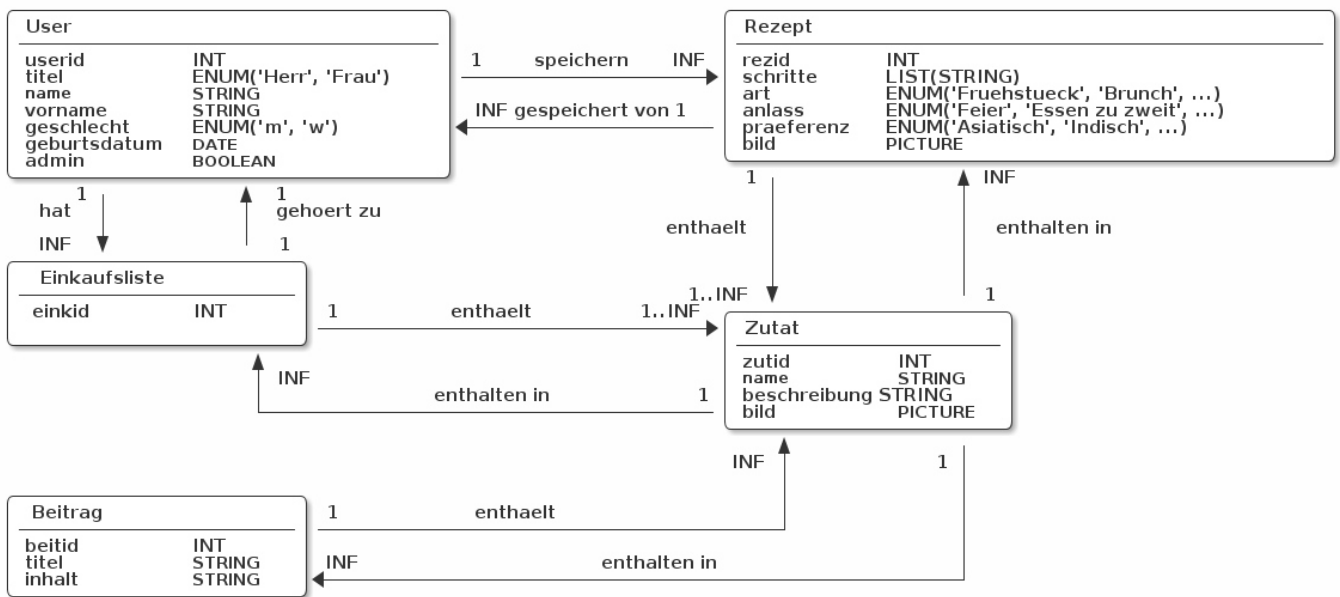 User
userid INT
titel ENUM('Herr', 'Frau')
name STRING
vorname STRING
geschlecht ENUM('m', 'w')
geburtsdatum DATE
admin BOOLEAN
1 speichern INF
INF gespeichert von 1
Rezept
rezid INT
schritte LIST(STRING)
art ENUM('Fruehstueck', 'Brunch', ...)
anlass ENUM('Feier', 'Essen zu zweit', ...)
praeferenz ENUM('Asiatisch', 'Indisch', ...)
bild PICTURE
1
hat
INF
1
gehoert zu
1
1
enthaelt
1..INF
INF
enthalten in
1
Einkaufsliste
einkid INT
1 enthaelt 1..INF
INF
enthalten in 1
Zutat
zutid INT
name STRING
beschreibung STRING
bild PICTURE
INF
1
Beitrag
beitid INT
titel STRING
inhalt STRING
1 enthaelt
INF enthalten in